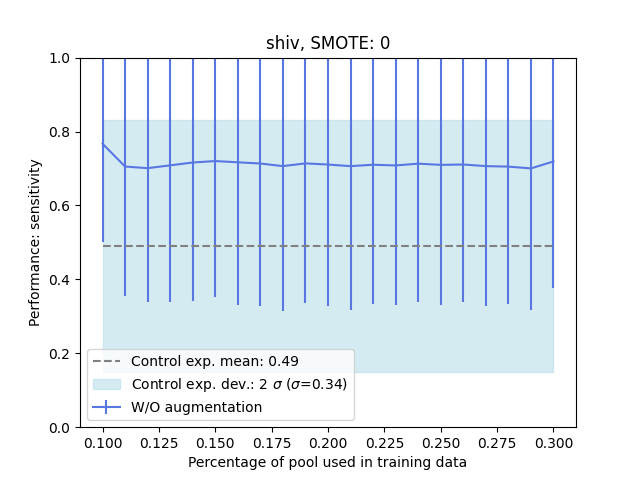 shiv, SMOTE: 0
1.0
0.8
0.6
0.4
0.2
0.0
Performance: sensitivity
Control exp. mean: 0.49
Control exp. dev.: 2 σ (σ=0.34)
W/O augmentation
0.100 0.125 0.150 0.175 0.200 0.225 0.250 0.275 0.300
Percentage of pool used in training data